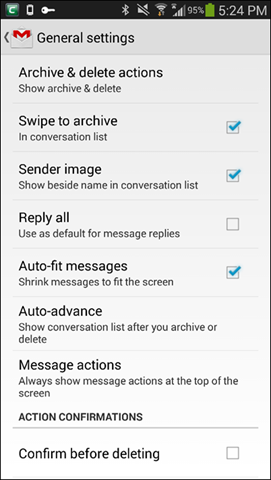 95% 5:24 PM
General settings
Archive & delete actions
Show archive & delete
Swipe to archive
In conversation list
Sender image
Show beside name in conversation list
Reply all
Use as default for message replies
Auto-fit messages
Shrink messages to fit the screen
Auto-advance
Show conversation list after you archive or
delete
Message actions
Always show message actions at the top of the
screen
ACTION CONFIRMATIONS
Confirm before deleting